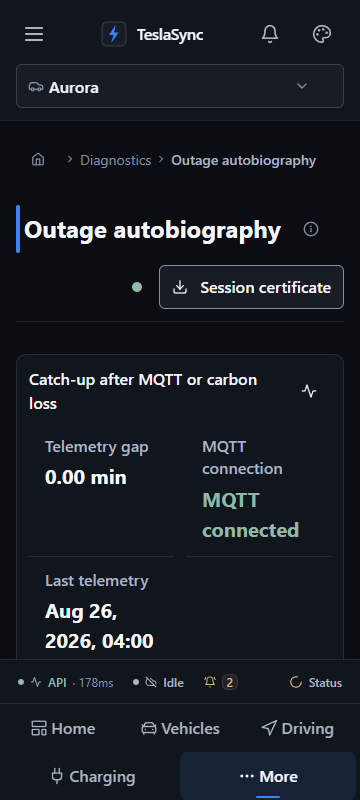 TeslaSync
Aurora
Diagnostics
Outage autobiography
Outage autobiography
Session certificate
Catch-up after MQTT or carbon
loss
Telemetry gap
0.00 min
MQTT
connection
MQTT
connected
Last telemetry
Aug 26,
2026, 04:00
API · 178ms
Idle
2
Status
Home
Vehicles
Driving
Charging
More